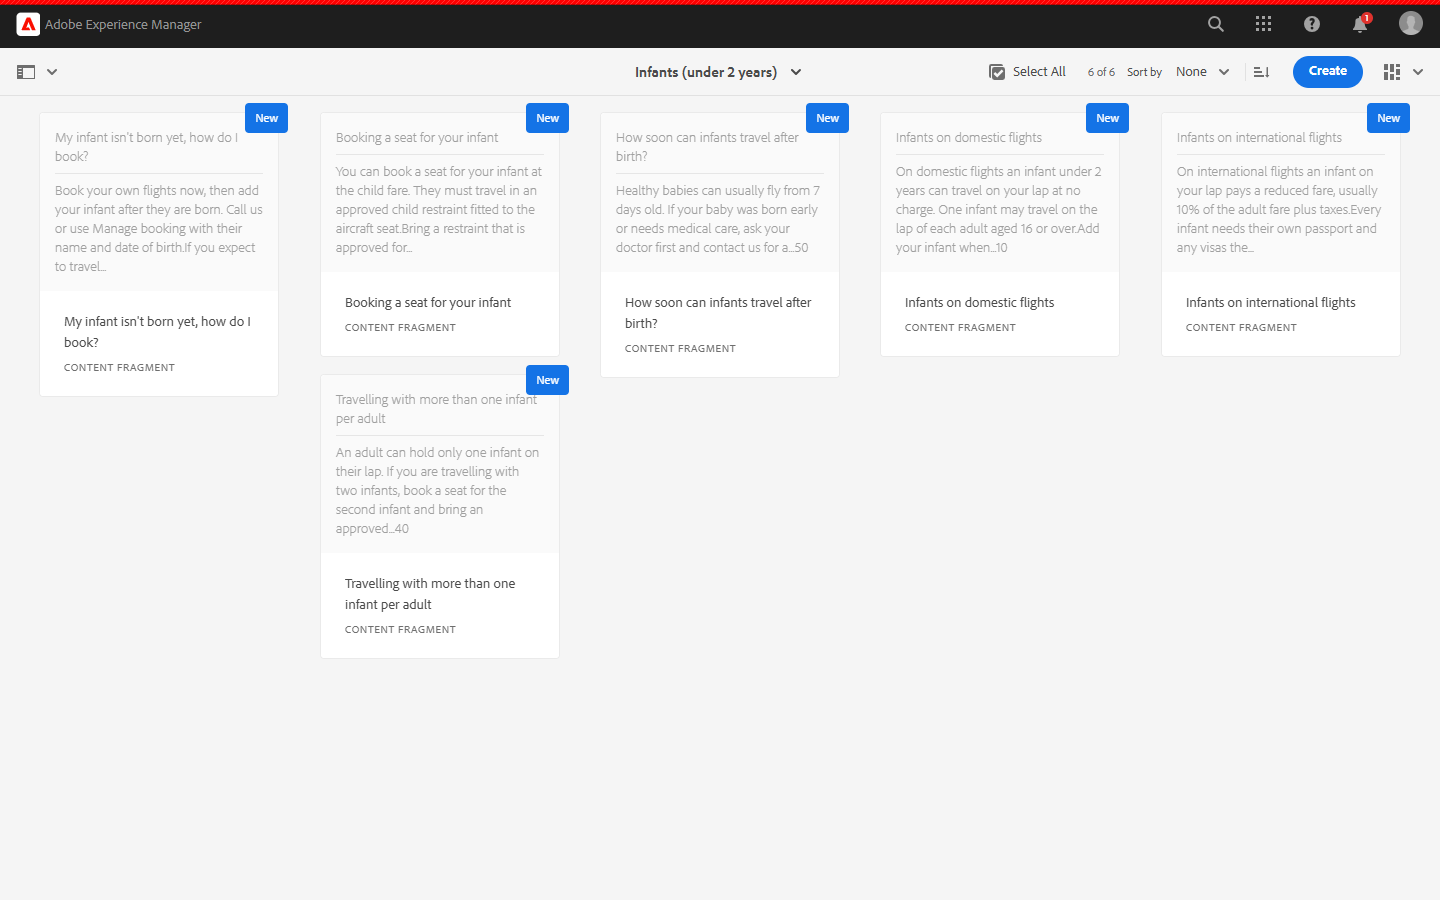 Adobe Experience Manager
1
Infants (under 2 years)
Select All
6 of 6
Sort by
None
Create
New
My infant isn't born yet, how do I
book?
Book your own flights now, then add
your infant after they are born. Call us
or use Manage booking with their
name and date of birth.If you expect
to travel...
My infant isn't born yet, how do I
book?
CONTENT FRAGMENT
New
Booking a seat for your infant
You can book a seat for your infant at
the child fare. They must travel in an
approved child restraint fitted to the
aircraft seat.Bring a restraint that is
approved for...
Booking a seat for your infant
CONTENT FRAGMENT
New
How soon can infants travel after
birth?
Healthy babies can usually fly from 7
days old. If your baby was born early
or needs medical care, ask your
doctor first and contact us for a...50
How soon can infants travel after
birth?
CONTENT FRAGMENT
New
Infants on domestic flights
On domestic flights an infant under 2
years can travel on your lap at no
charge. One infant may travel on the
lap of each adult aged 16 or over.Add
your infant when...10
Infants on domestic flights
CONTENT FRAGMENT
New
Infants on international flights
On international flights an infant on
your lap pays a reduced fare, usually
10% of the adult fare plus taxes.Every
infant needs their own passport and
any visas the...
Infants on international flights
CONTENT FRAGMENT
New
Travelling with more than one infant
per adult
An adult can hold only one infant on
their lap. If you are travelling with
two infants, book a seat for the
second infant and bring an
approved...40
Travelling with more than one
infant per adult
CONTENT FRAGMENT